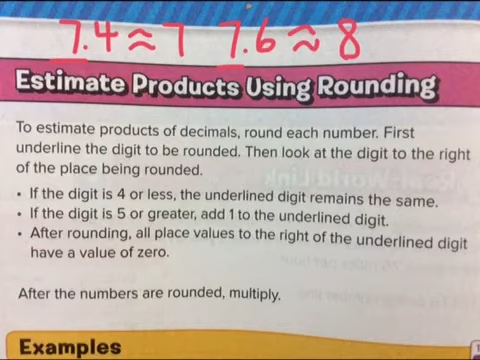 7.4≈7 7.6≈8
Estimate Products Using Rounding
To estimate products of decimals, round each number. First
underline the digit to be rounded. Then look at the digit to the right
of the place being rounded.
• If the digit is 4 or less, the underlined digit remains the same.
• If the digit is 5 or greater, add 1 to the underlined digit.
• After rounding, all place values to the right of the underlined digit
have a value of zero.
After the numbers are rounded, multiply.
Examples